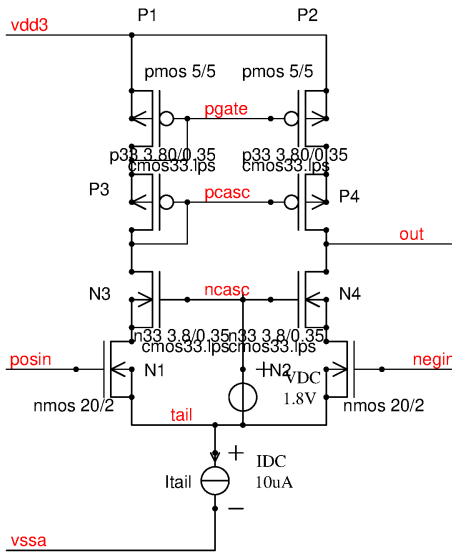 P1 P2
vdd3
pmos 5/5 pmos 5/5
pgate
p33 3.80/0.35 p33 3.80/0.35
cmos33.lps cmos33.lps
P3 pcasc P4
out
N3 ncasc N4
n33 3.8/0.35 n33 3.8/0.35
cmos33.lps cmos33.lps
posin N1 + N2 VDC negin
1.8V
nmos 20/2 nmos 20/2
tail
+ IDC
Itail 10uA
−
vssa